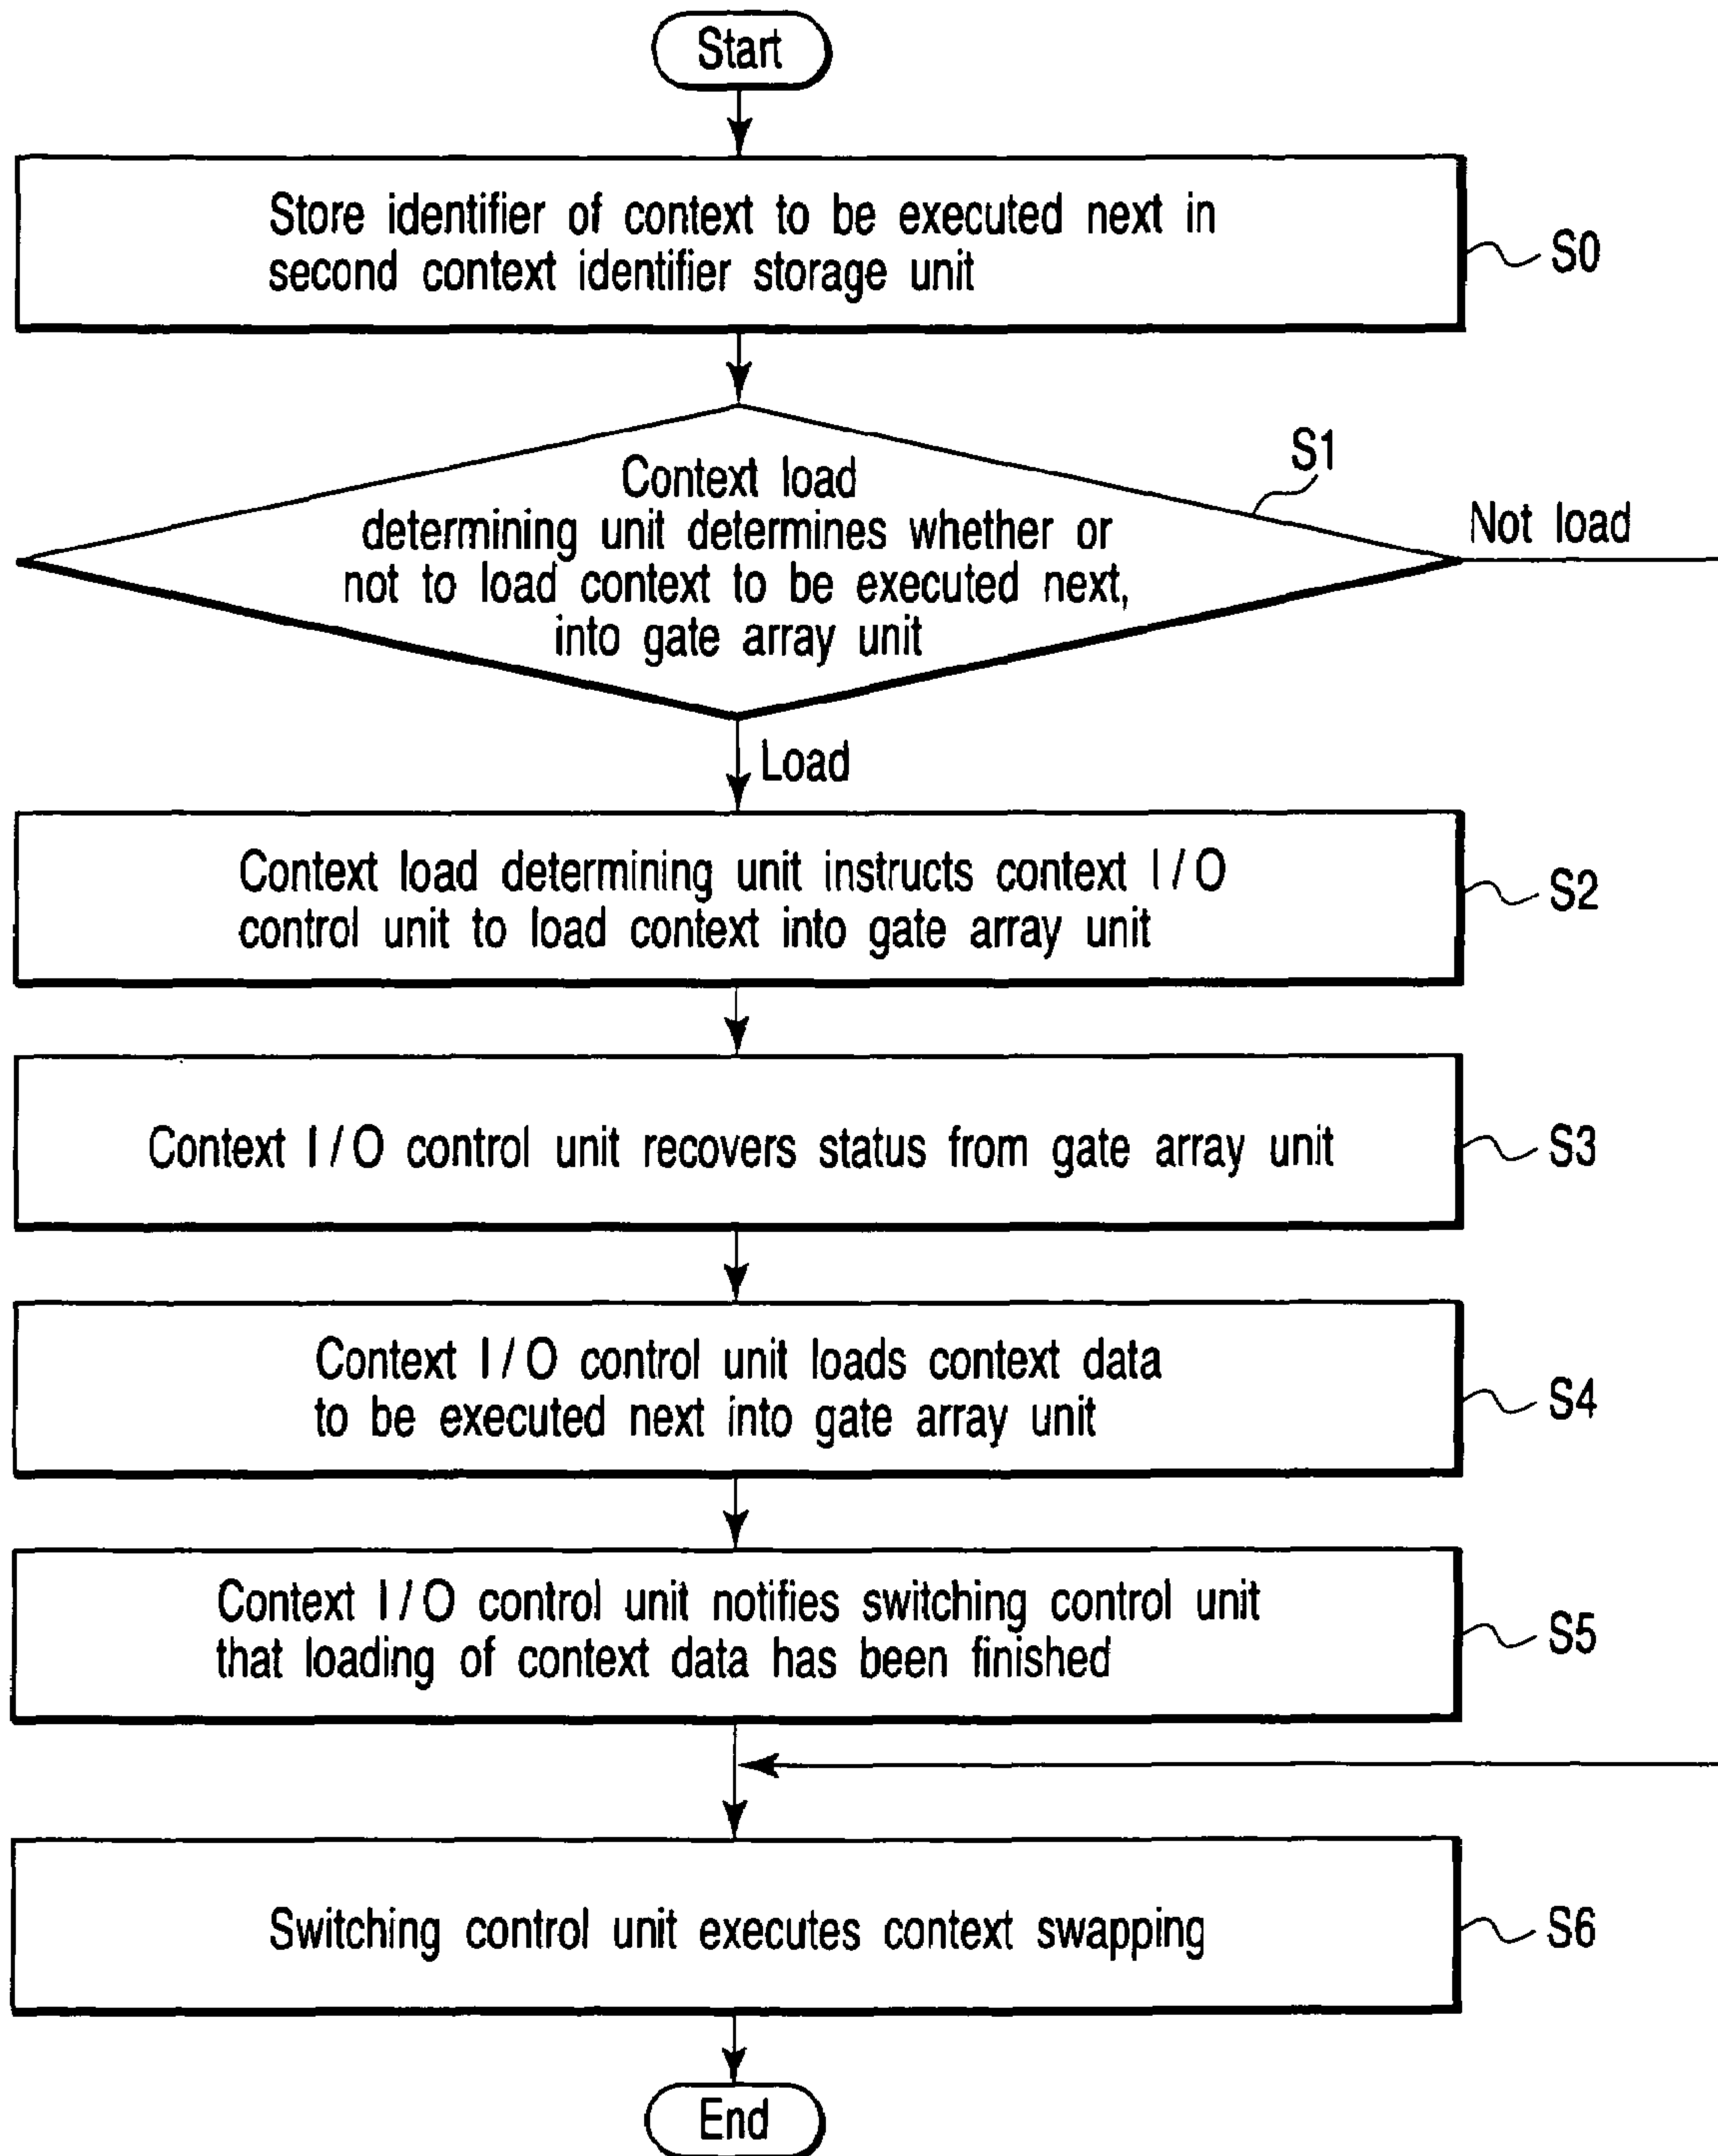 Start
Store identifier of context to be executed next in
second context identifier storage unit
S0
S1
Context load
determining unit determines whether or
not to load context to be executed next,
into gate array unit
Not load
Load
Context load determining unit instructs context I/O
control unit to load context into gate array unit
S2
Context I/O control unit recovers status from gate array unit
S3
Context I/O control unit loads context data
to be executed next into gate array unit
S4
Context I/O control unit notifies switching control unit
that loading of context data has been finished
S5
Switching control unit executes context swapping
S6
End